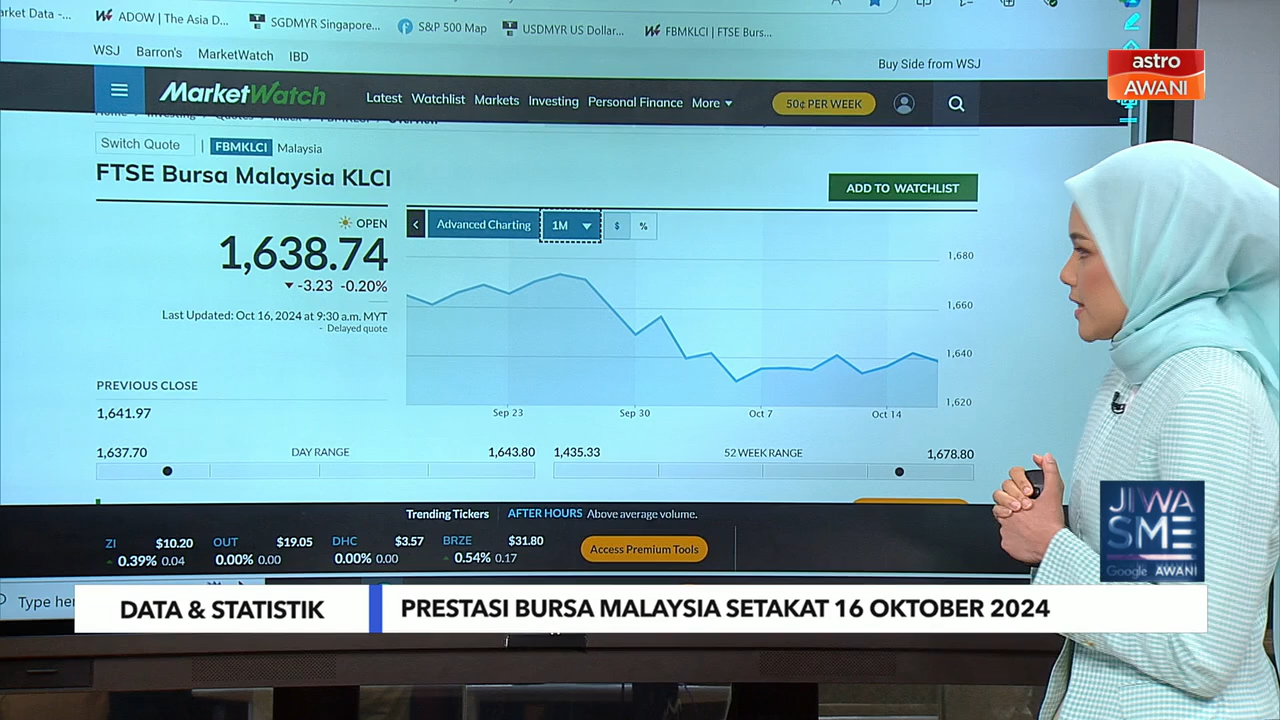 arket Data -...
ADOW | The Asia D...
SGDMYR Singapore...
S&P 500 Map
USDMYR US Dollar...
FBMKLCI | FTSE Burs...
WSJ Barron's MarketWatch IBD
Buy Side from WSJ
astro
AWANI
MarketWatch
Latest Watchlist Markets Investing Personal Finance More
50¢ PER WEEK
Switch Quote | FBMKLCI Malaysia
FTSE Bursa Malaysia KLCI
ADD TO WATCHLIST
OPEN
1,638.74
-3.23 -0.20%
Last Updated: Oct 16, 2024 at 9:30 a.m. MYT
- Delayed quote
Advanced Charting 1M $ %
1,680
1,660
1,640
1,620
Sep 23 Sep 30 Oct 7 Oct 14
PREVIOUS CLOSE
1,641.97
1,637.70 DAY RANGE 1,643.80
1,435.33 52 WEEK RANGE 1,678.80
Trending Tickers AFTER HOURS Above average volume.
ZI $10.20
0.39% 0.04
OUT $19.05
0.00% 0.00
DHC $3.57
0.00% 0.00
BRZE $31.80
0.54% 0.17
Access Premium Tools
JIWA
SME
Google AWANI
Type her
DATA & STATISTIK
PRESTASI BURSA MALAYSIA SETAKAT 16 OKTOBER 2024